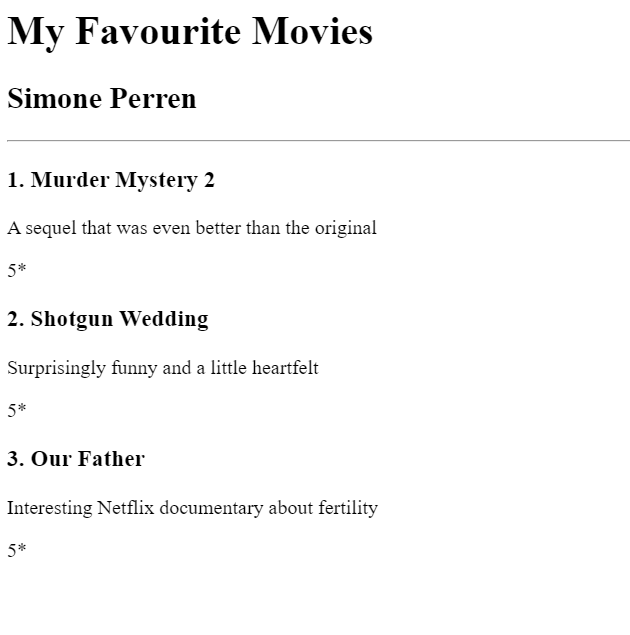 My Favourite Movies
Simone Perren
1. Murder Mystery 2
A sequel that was even better than the original
5*
2. Shotgun Wedding
Surprisingly funny and a little heartfelt
5*
3. Our Father
Interesting Netflix documentary about fertility
5*